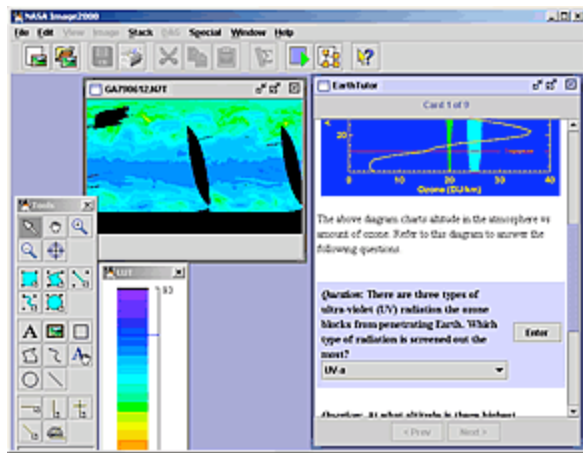 NASA Image2000
File Edit View Image Stack DAG Special Window Help
GA790612.HUT
EarthTutor
Card 1 of 9
20
0 10 20 30 40
Ozone (DU/km)
The above diagram charts altitude in the atmosphere vs
amount of ozone. Refer to this diagram to answer the
following questions.
Question: There are three types of
ultra-violet (UV) radiation the ozone
blocks from penetrating Earth. Which
type of radiation is screened out the
most?
Enter
UV-a
Question: At what altitude is there highest
< Prev Next >
Tools
LUT
A
A